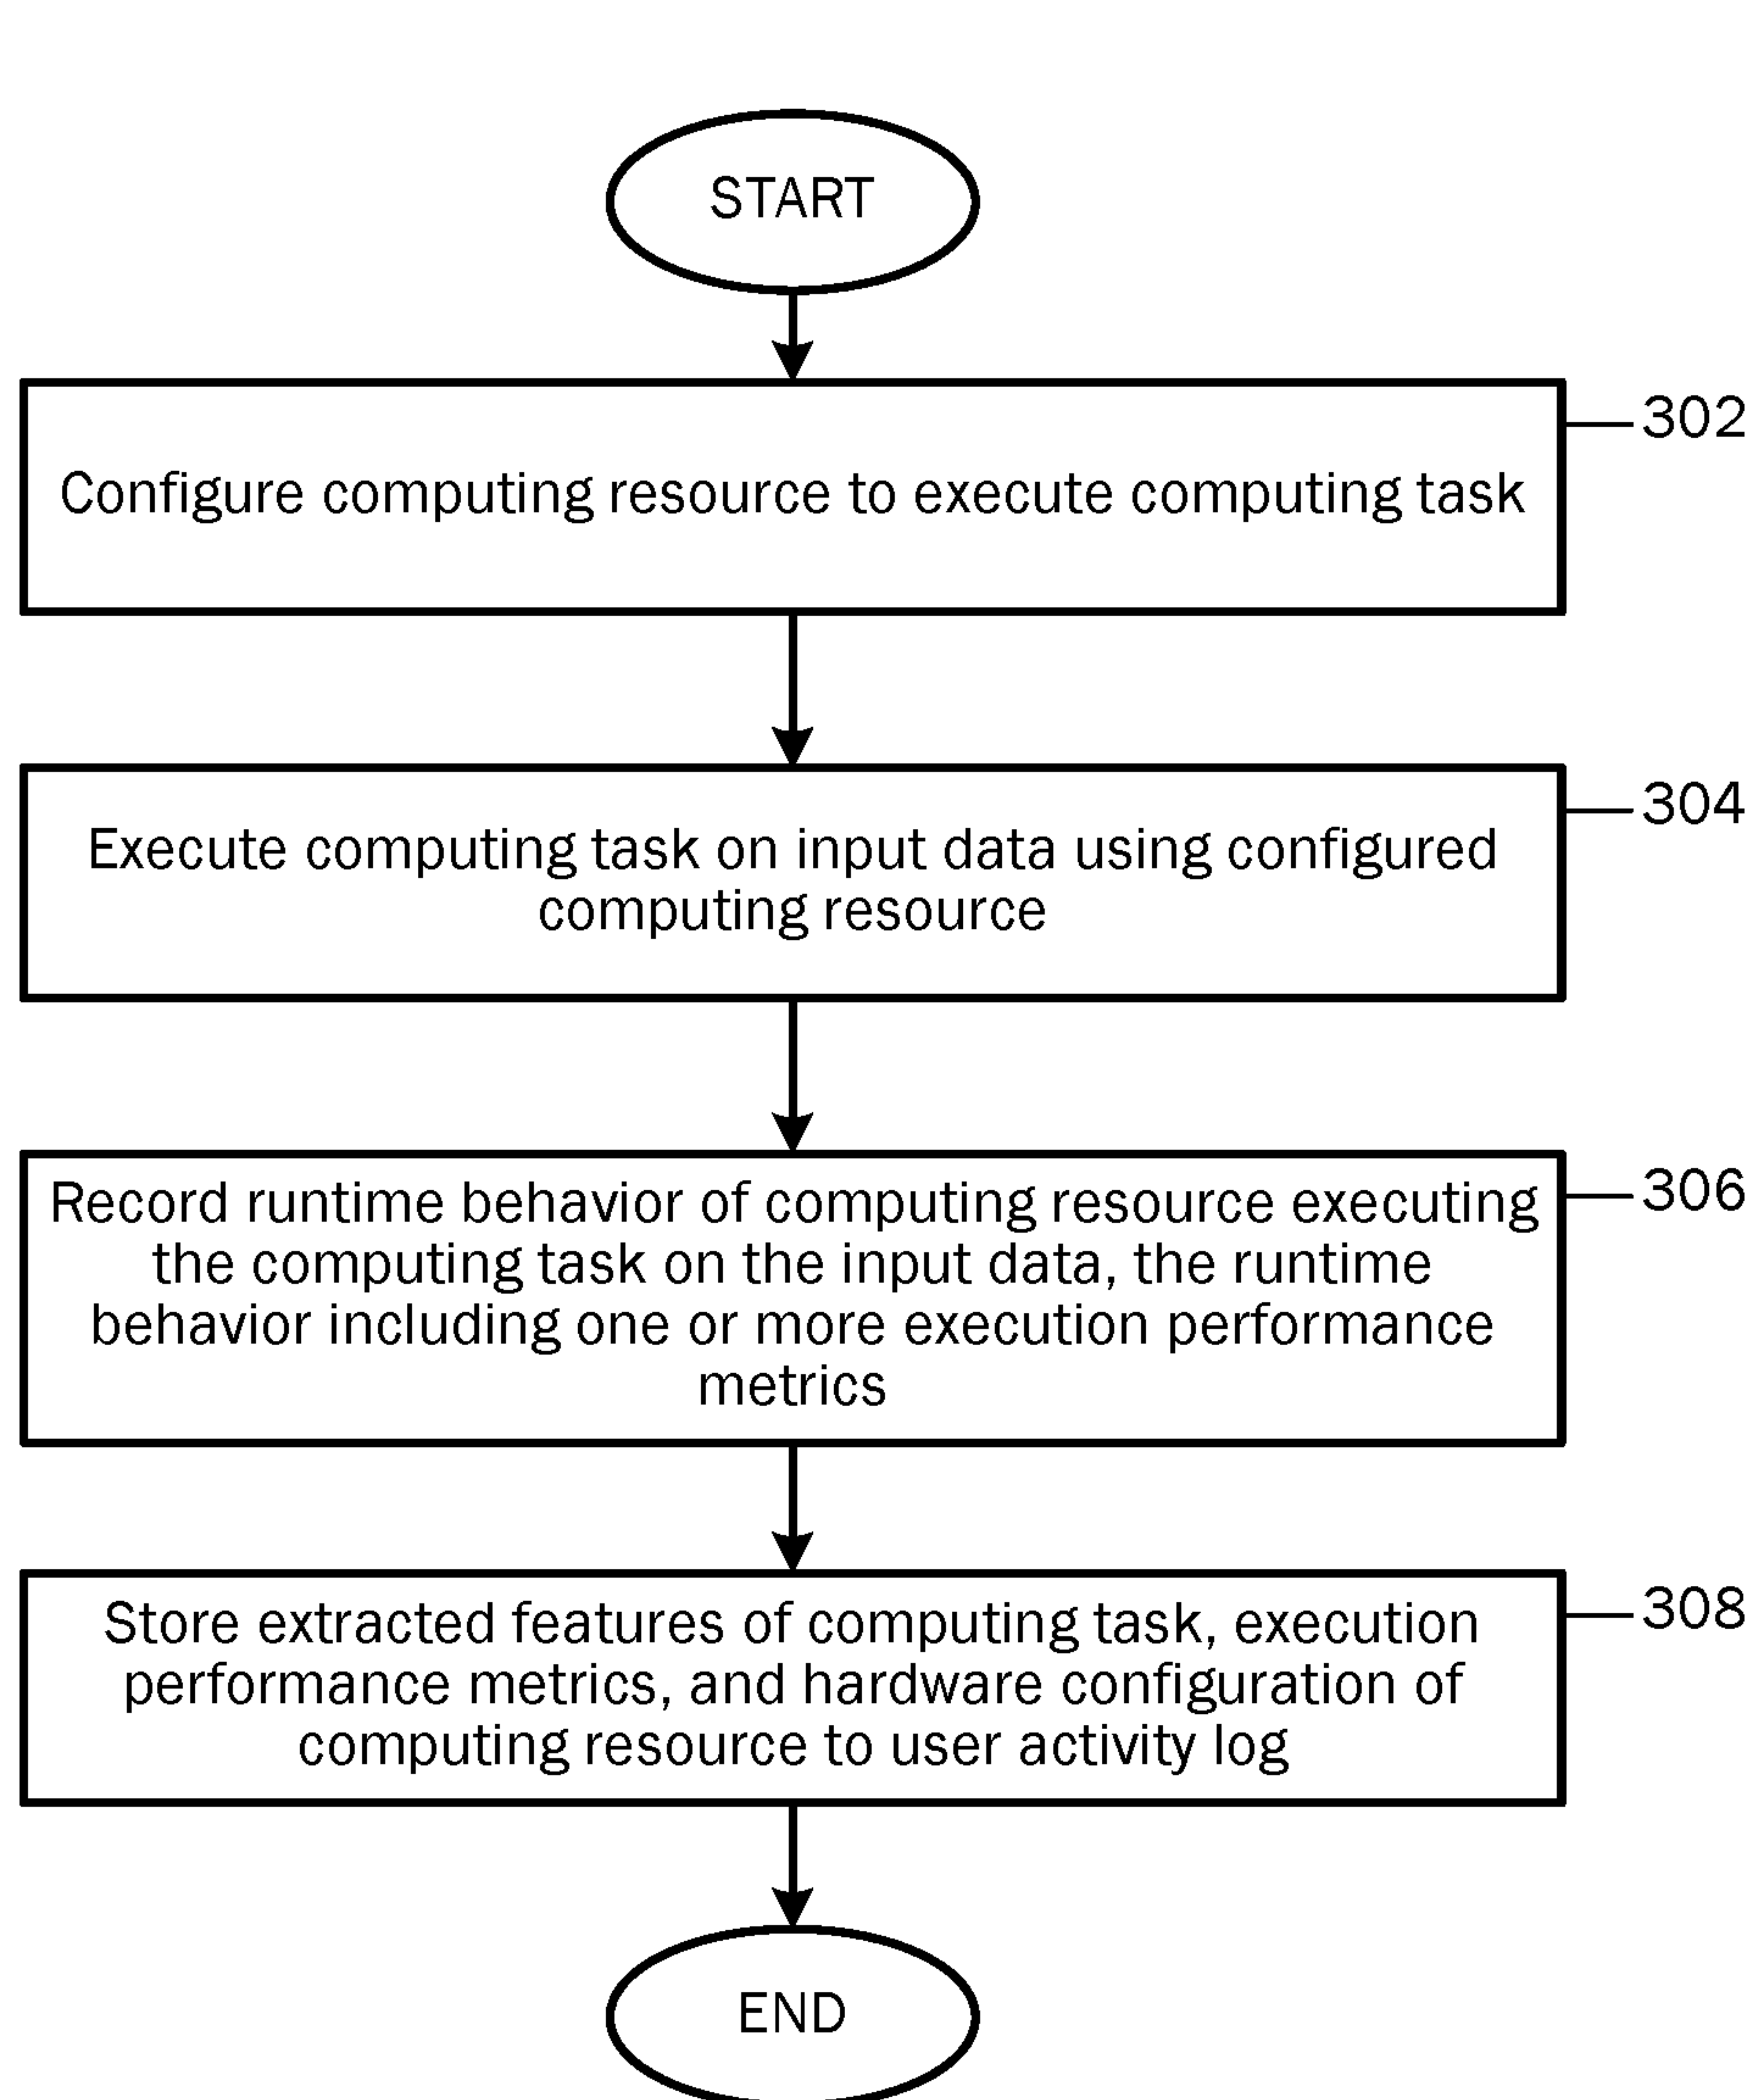 START
302
Configure computing resource to execute computing task
304
Execute computing task on input data using configured
computing resource
306
Record runtime behavior of computing resource executing
the computing task on the input data, the runtime
behavior including one or more execution performance
metrics
308
Store extracted features of computing task, execution
performance metrics, and hardware configuration of
computing resource to user activity log
END